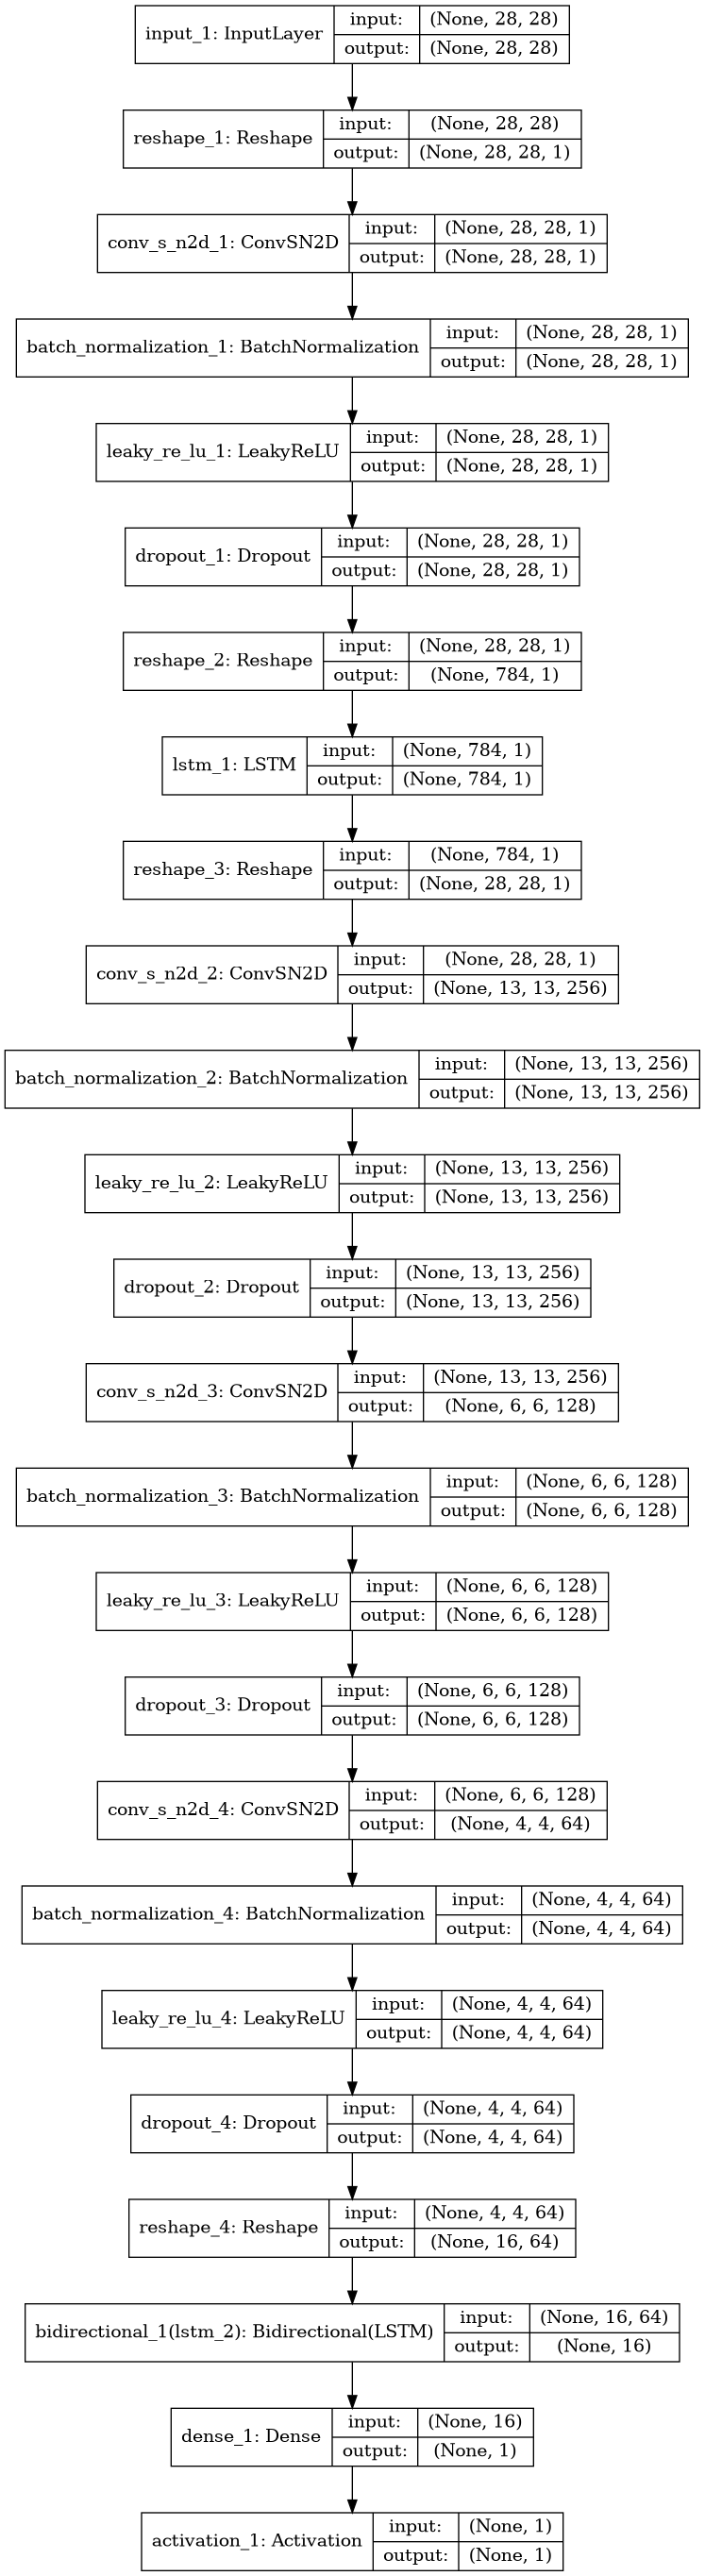 input_1: InputLayer
input: (None, 28, 28)
output: (None, 28, 28)
reshape_1: Reshape
input: (None, 28, 28)
output: (None, 28, 28, 1)
conv_s_n2d_1: ConvSN2D
input: (None, 28, 28, 1)
output: (None, 28, 28, 1)
batch_normalization_1: BatchNormalization
input: (None, 28, 28, 1)
output: (None, 28, 28, 1)
leaky_re_lu_1: LeakyReLU
input: (None, 28, 28, 1)
output: (None, 28, 28, 1)
dropout_1: Dropout
input: (None, 28, 28, 1)
output: (None, 28, 28, 1)
reshape_2: Reshape
input: (None, 28, 28, 1)
output: (None, 784, 1)
lstm_1: LSTM
input: (None, 784, 1)
output: (None, 784, 1)
reshape_3: Reshape
input: (None, 784, 1)
output: (None, 28, 28, 1)
conv_s_n2d_2: ConvSN2D
input: (None, 28, 28, 1)
output: (None, 13, 13, 256)
batch_normalization_2: BatchNormalization
input: (None, 13, 13, 256)
output: (None, 13, 13, 256)
leaky_re_lu_2: LeakyReLU
input: (None, 13, 13, 256)
output: (None, 13, 13, 256)
dropout_2: Dropout
input: (None, 13, 13, 256)
output: (None, 13, 13, 256)
conv_s_n2d_3: ConvSN2D
input: (None, 13, 13, 256)
output: (None, 6, 6, 128)
batch_normalization_3: BatchNormalization
input: (None, 6, 6, 128)
output: (None, 6, 6, 128)
leaky_re_lu_3: LeakyReLU
input: (None, 6, 6, 128)
output: (None, 6, 6, 128)
dropout_3: Dropout
input: (None, 6, 6, 128)
output: (None, 6, 6, 128)
conv_s_n2d_4: ConvSN2D
input: (None, 6, 6, 128)
output: (None, 4, 4, 64)
batch_normalization_4: BatchNormalization
input: (None, 4, 4, 64)
output: (None, 4, 4, 64)
leaky_re_lu_4: LeakyReLU
input: (None, 4, 4, 64)
output: (None, 4, 4, 64)
dropout_4: Dropout
input: (None, 4, 4, 64)
output: (None, 4, 4, 64)
reshape_4: Reshape
input: (None, 4, 4, 64)
output: (None, 16, 64)
bidirectional_1(lstm_2): Bidirectional(LSTM)
input: (None, 16, 64)
output: (None, 16)
dense_1: Dense
input: (None, 16)
output: (None, 1)
activation_1: Activation
input: (None, 1)
output: (None, 1)